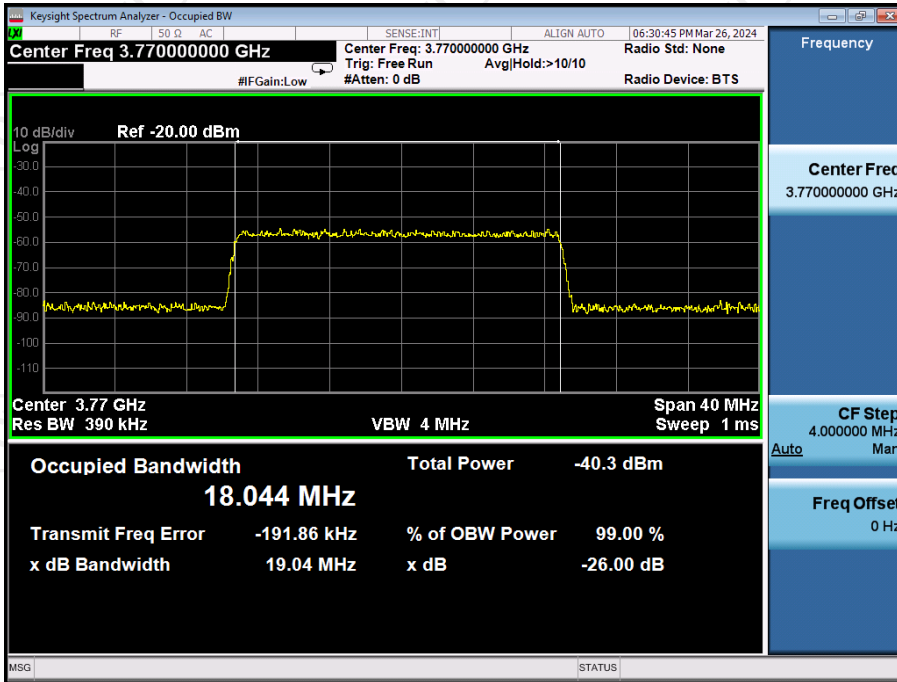 Keysight Spectrum Analyzer - Occupied BW
LXI RF 50 Ω AC SENSE:INT ALIGN AUTO 06:30:45 PM Mar 26, 2024
Center Freq 3.770000000 GHz
Center Freq: 3.770000000 GHz Radio Std: None
Trig: Free Run Avg|Hold:>10/10
#IFGain:Low #Atten: 0 dB Radio Device: BTS
10 dB/div Ref -20.00 dBm
Log
-30.0
-40.0
-50.0
-60.0
-70.0
-80.0
-90.0
-100
-110
Center 3.77 GHz Span 40 MHz
Res BW 390 kHz VBW 4 MHz Sweep 1 ms
Occupied Bandwidth Total Power -40.3 dBm
18.044 MHz
Transmit Freq Error -191.86 kHz % of OBW Power 99.00 %
x dB Bandwidth 19.04 MHz x dB -26.00 dB
MSG STATUS
Frequency
Center Freq
3.770000000 GHz
CF Step
4.000000 MHz
Auto Man
Freq Offset
0 Hz